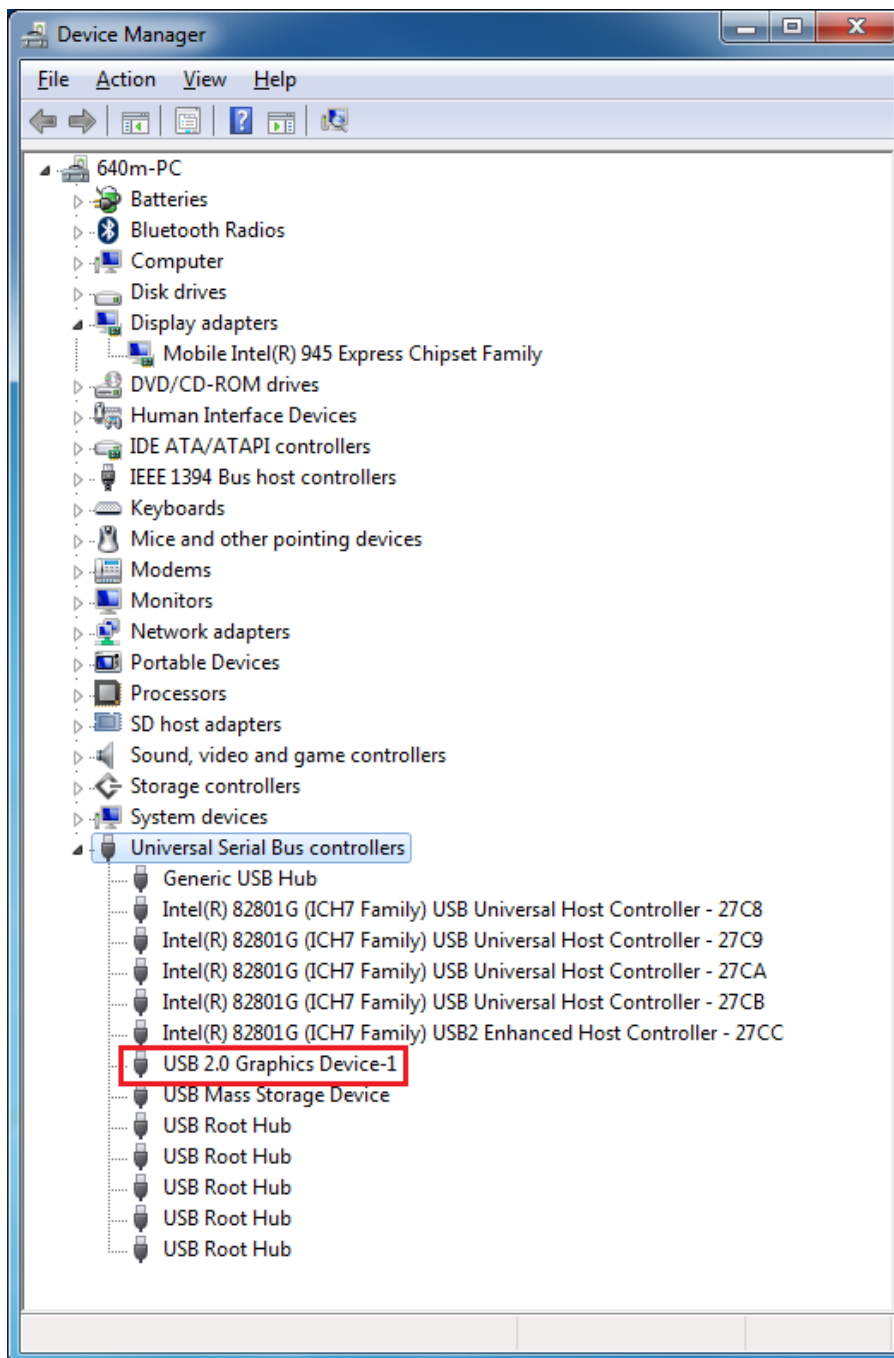 Device Manager
File Action View Help
640m-PC
Batteries
Bluetooth Radios
Computer
Disk drives
Display adapters
Mobile Intel(R) 945 Express Chipset Family
DVD/CD-ROM drives
Human Interface Devices
IDE ATA/ATAPI controllers
IEEE 1394 Bus host controllers
Keyboards
Mice and other pointing devices
Modems
Monitors
Network adapters
Portable Devices
Processors
SD host adapters
Sound, video and game controllers
Storage controllers
System devices
Universal Serial Bus controllers
Generic USB Hub
Intel(R) 82801G (ICH7 Family) USB Universal Host Controller - 27C8
Intel(R) 82801G (ICH7 Family) USB Universal Host Controller - 27C9
Intel(R) 82801G (ICH7 Family) USB Universal Host Controller - 27CA
Intel(R) 82801G (ICH7 Family) USB Universal Host Controller - 27CB
Intel(R) 82801G (ICH7 Family) USB2 Enhanced Host Controller - 27CC
USB 2.0 Graphics Device-1
USB Mass Storage Device
USB Root Hub
USB Root Hub
USB Root Hub
USB Root Hub
USB Root Hub